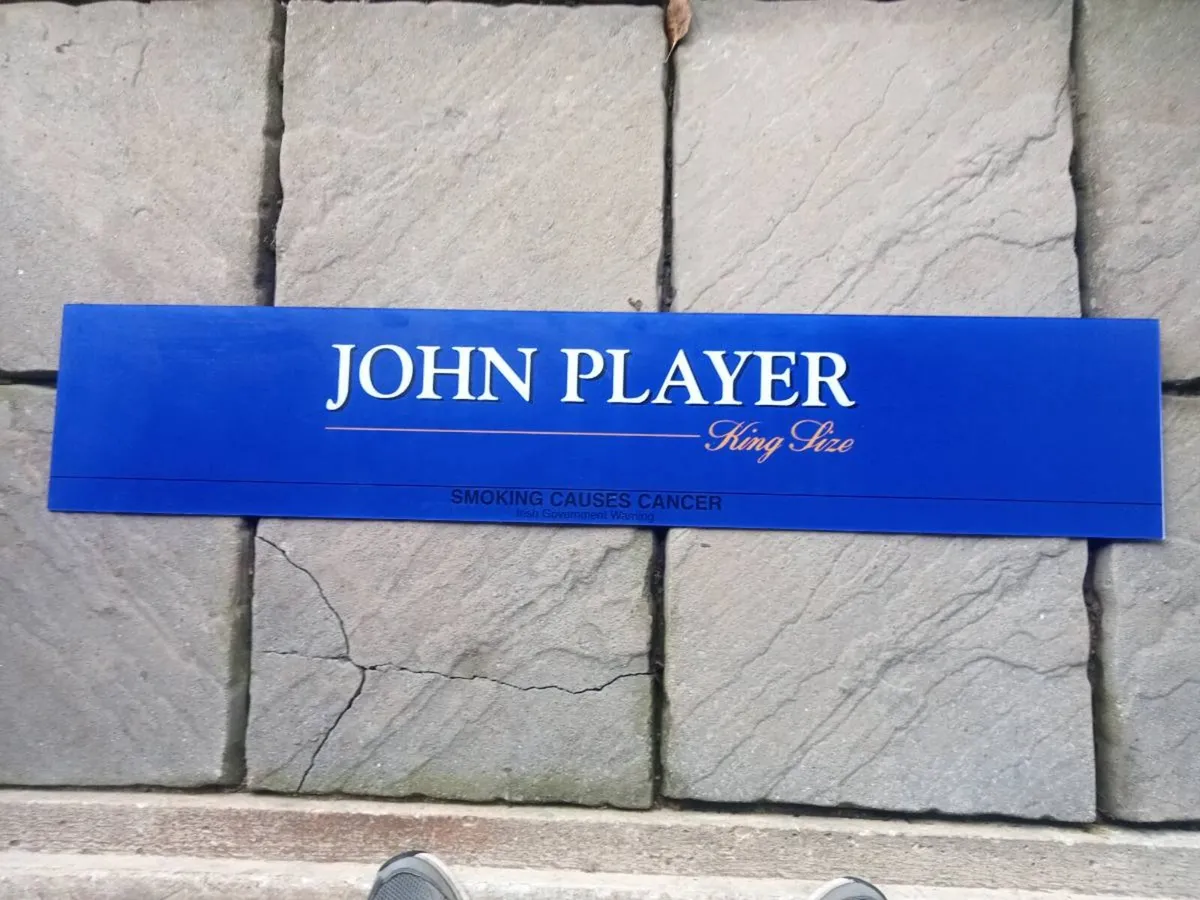 JOHN PLAYER
King Size
SMOKING CAUSES CANCER
Irish Government Warning